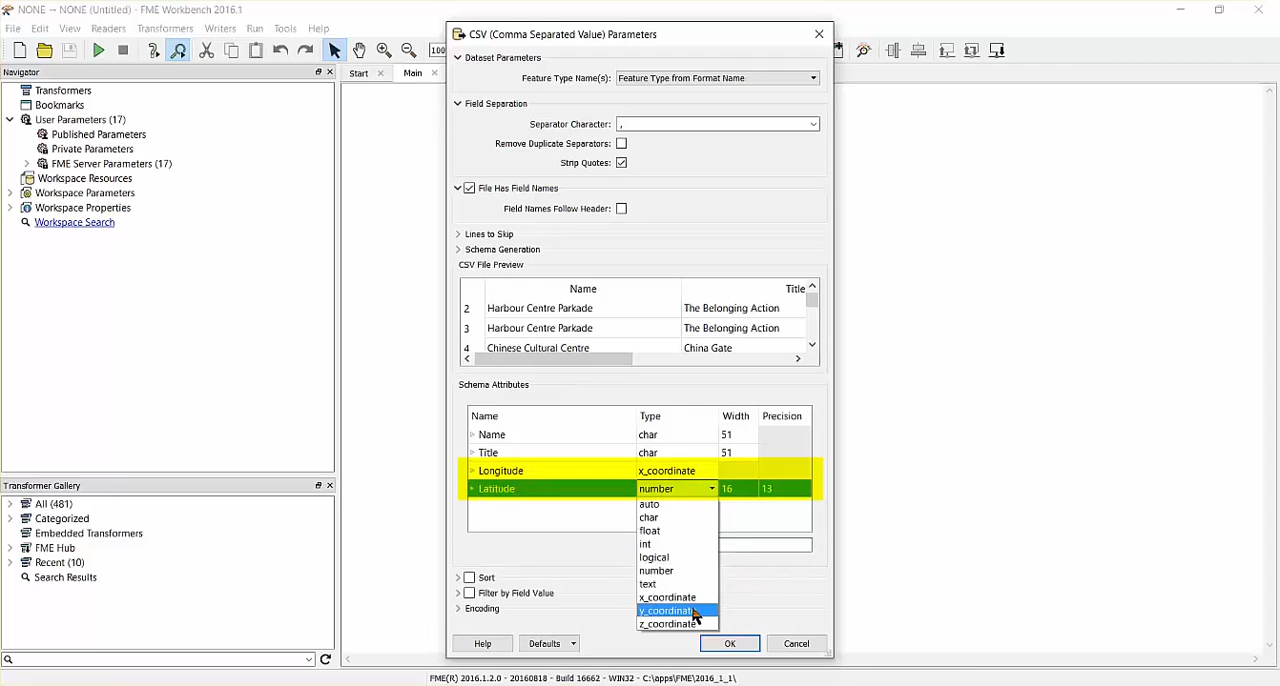 NONE -- NONE (Untitled) - FME Workbench 2016.1
File Edit View Readers Transformers Writers Run Tools Help
100
Navigator
Transformers
Bookmarks
User Parameters (17)
Published Parameters
Private Parameters
FME Server Parameters (17)
Workspace Resources
Workspace Parameters
Workspace Properties
Workspace Search
Transformer Gallery
All (481)
Categorized
Embedded Transformers
FME Hub
Recent (10)
Search Results
Start Main
CSV (Comma Separated Value) Parameters
Dataset Parameters
Feature Type Name(s): Feature Type from Format Name
Field Separation
Separator Character: ,
Remove Duplicate Separators:
Strip Quotes:
File Has Field Names
Field Names Follow Header:
Lines to Skip
Schema Generation
CSV File Preview
Name Title
2 Harbour Centre Parkade The Belonging Action
3 Harbour Centre Parkade The Belonging Action
4 Chinese Cultural Centre China Gate
Schema Attributes
Name Type Width Precision
Name char 51
Title char 51
Longitude x_coordinate
Latitude number 16 13
auto
char
float
int
logical
number
text
x_coordinate
y_coordinate
z_coordinate
Sort
Filter by Field Value
Encoding
Help Defaults OK Cancel
FME(R) 2016.1.2.0 - 20160818 - Build 16662 - WIN32 - C:\apps\FME\2016_1_1\